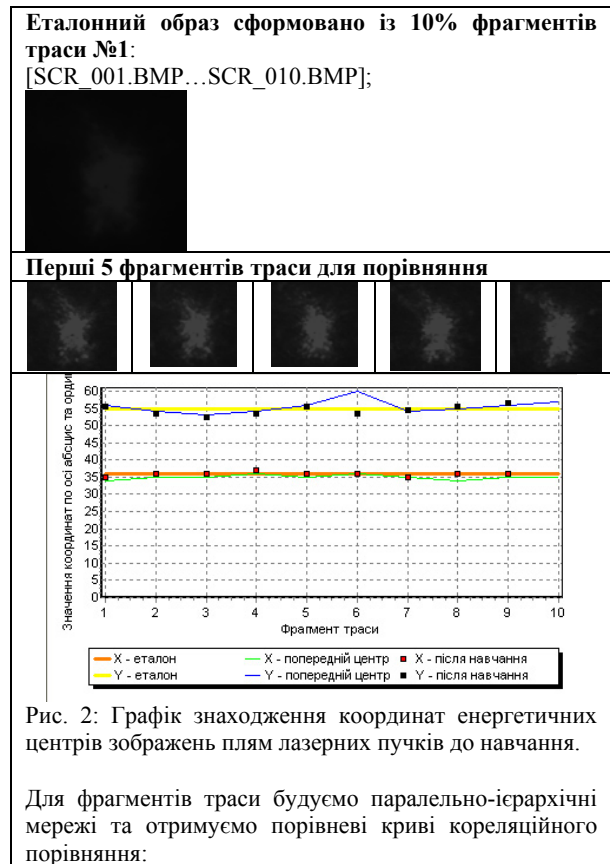 Еталонний образ сформовано із 10% фрагментів
траси №1:
[SCR_001.BMP…SCR_010.BMP];
Перші 5 фрагментів траси для порівняння
Значення координат по осі абсцис та
60
55
50
45
40
35
30
25
20
15
10
5
0
1 2 3 4 5 6 7 8 9 10
Фрагмент траси
X - еталон X - попередній центр X - після навчання
Y - еталон Y - попередній центр Y - після навчання
Рис. 2: Графік знаходження координат енергетичних
центрів зображень плям лазерних пучків до навчання.
Для фрагментів траси будуємо паралельно-ієрархічні
мережі та отримуємо порівневі криві кореляційного
порівняння: